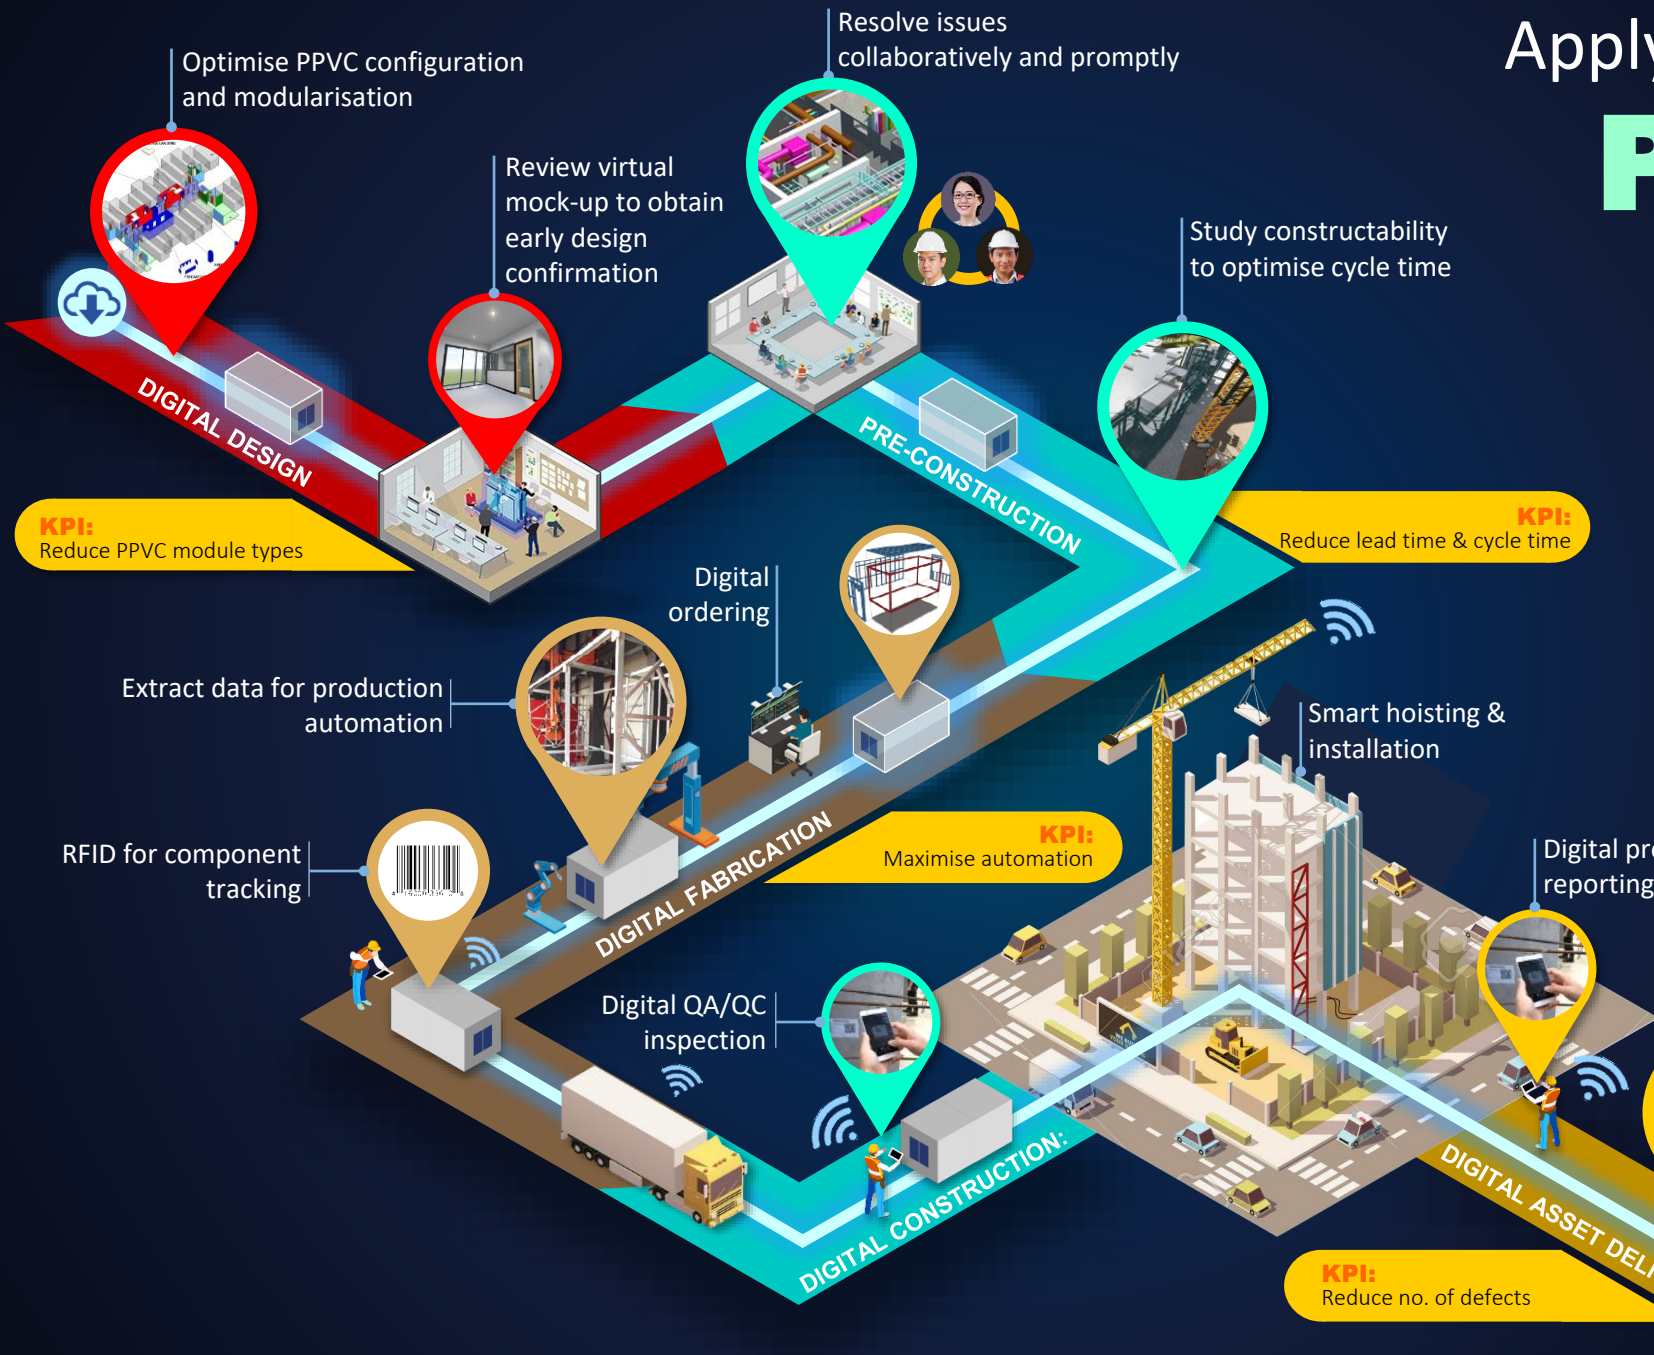 Apply
P
Resolve issues
collaboratively and promptly
Optimise PPVC configuration
and modularisation
Review virtual
mock-up to obtain
early design
confirmation
Study constructability
to optimise cycle time
DIGITAL DESIGN
PRE-CONSTRUCTION
KPI:
Reduce PPVC module types
KPI:
Reduce lead time & cycle time
Digital
ordering
Extract data for production
automation
Smart hoisting &
installation
RFID for component
tracking
DIGITAL FABRICATION
KPI:
Maximise automation
Digital
reporting
Digital QA/QC
inspection
DIGITAL CONSTRUCTION:
DIGITAL ASSET
KPI:
Reduce no. of defects